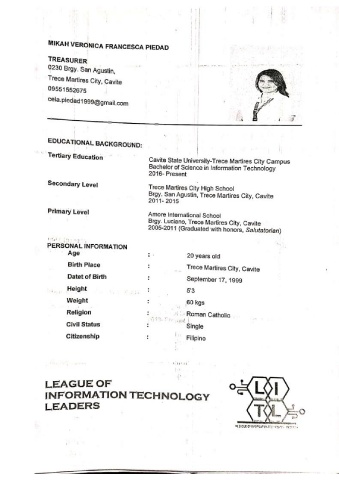 MIKAH VERONICA FRANCESCA PIEDAD
TREASURER
0230 Brgy. San Agustin,
Trece Martires City, Cavite
09551552675
cela.piedad1999@gmail.com
EDUCATIONAL BACKGROUND:
Tertiary Education
Cavite State University-Trece Martires City Campus
Bachelor of Science in Information Technology
2016- Present
Secondary Level
Trece Martires City High School
Brgy. San Agustin, Trece Martires City, Cavite
2011- 2015
Primary Level
Amore International School
Brgy. Luciano, Trece Martires City, Cavite
2005-2011 (Graduated with honors, Salutatorian)
PERSONAL INFORMATION
Age : 20 years old
Birth Place : Trece Martires City, Cavite
Datet of Birth : September 17, 1999
Height : 5'3
Weight : 60 kgs
Religion : Roman Catholic
Civil Status : Single
Citizenship : Filipino
LEAGUE OF
INFORMATION TECHNOLOGY
LEADERS
L I
T L